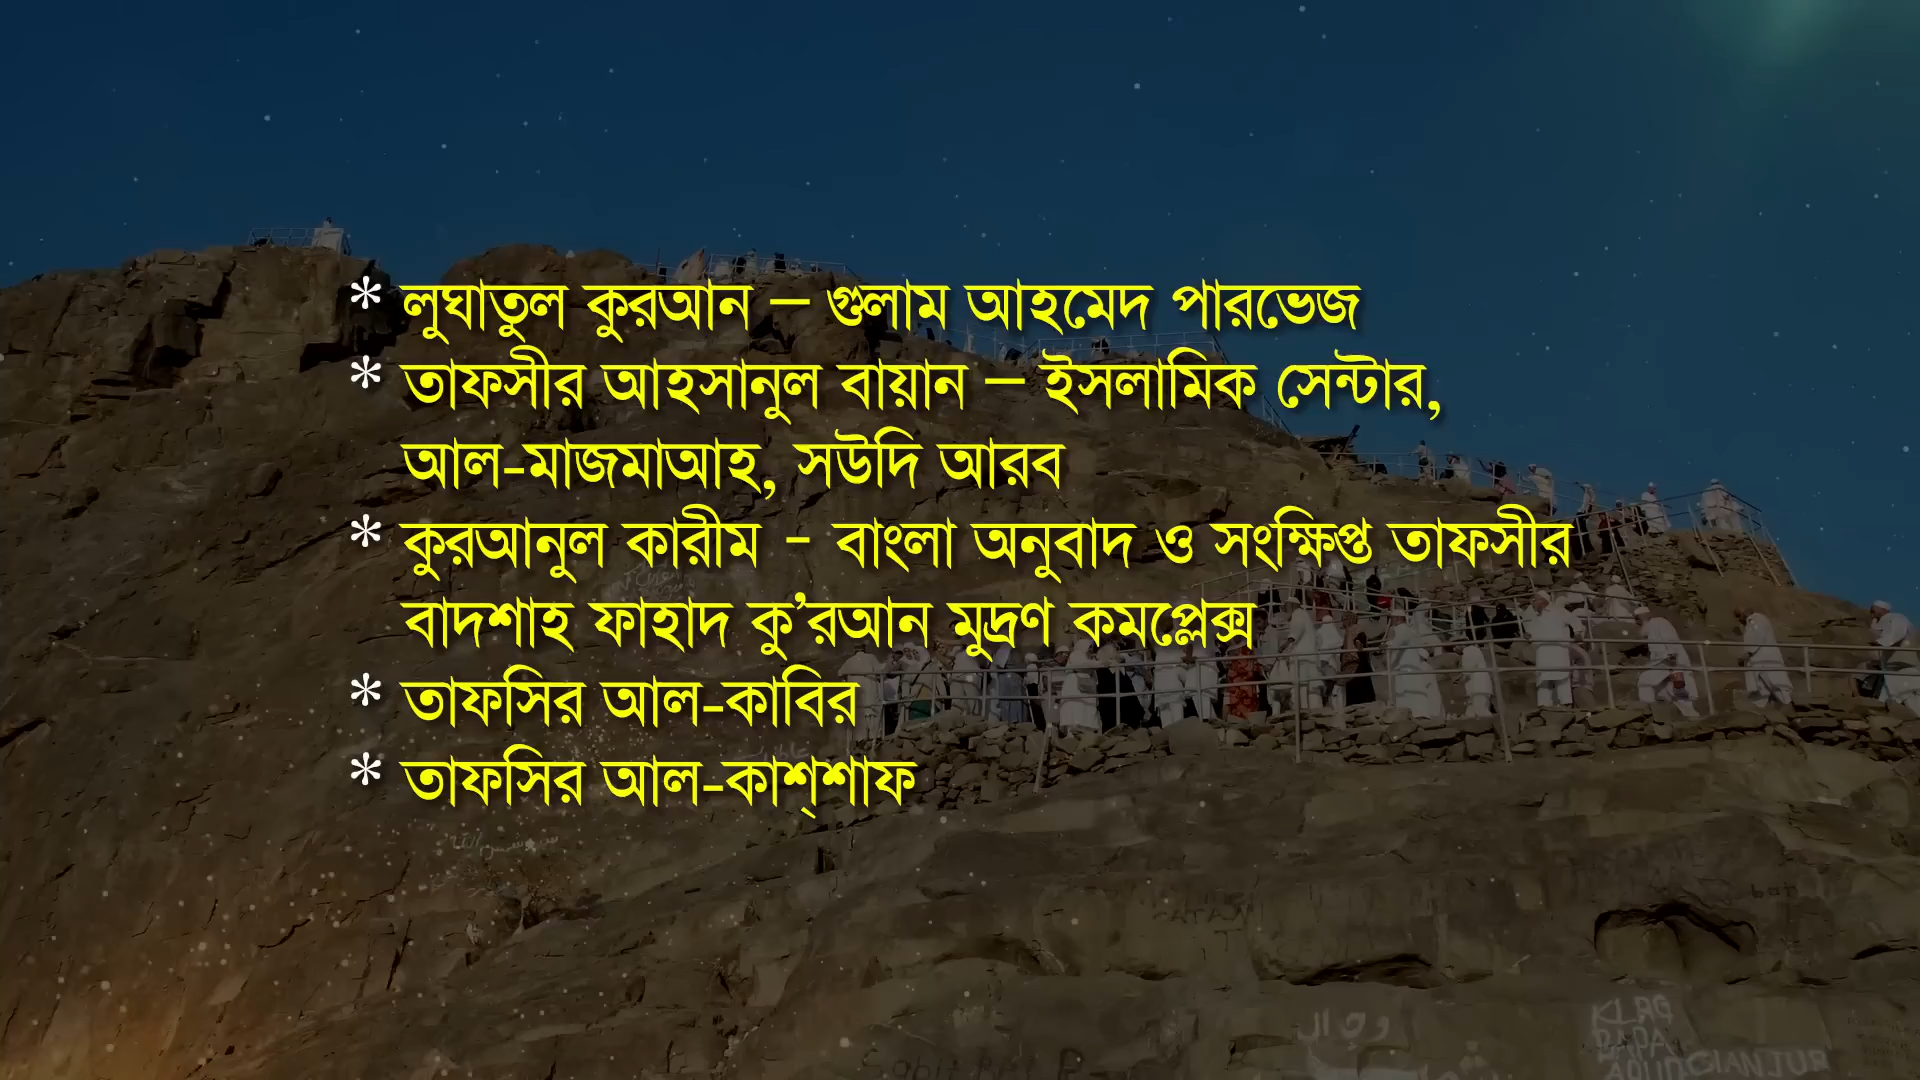 * লুঘাতুল কুরআন – গুলাম আহমেদ পারভেজ
* তাফসীর আহসানুল বায়ান – ইসলামিক সেন্টার,
আল-মাজমাআহ, সউদি আরব
* কুরআনুল কারীম - বাংলা অনুবাদ ও সংক্ষিপ্ত তাফসীর
বাদশাহ ফাহাদ কু’রআন মুদ্রণ কমপ্লেক্স
* তাফসির আল-কাবির
* তাফসির আল-কাশ্‌শাফ